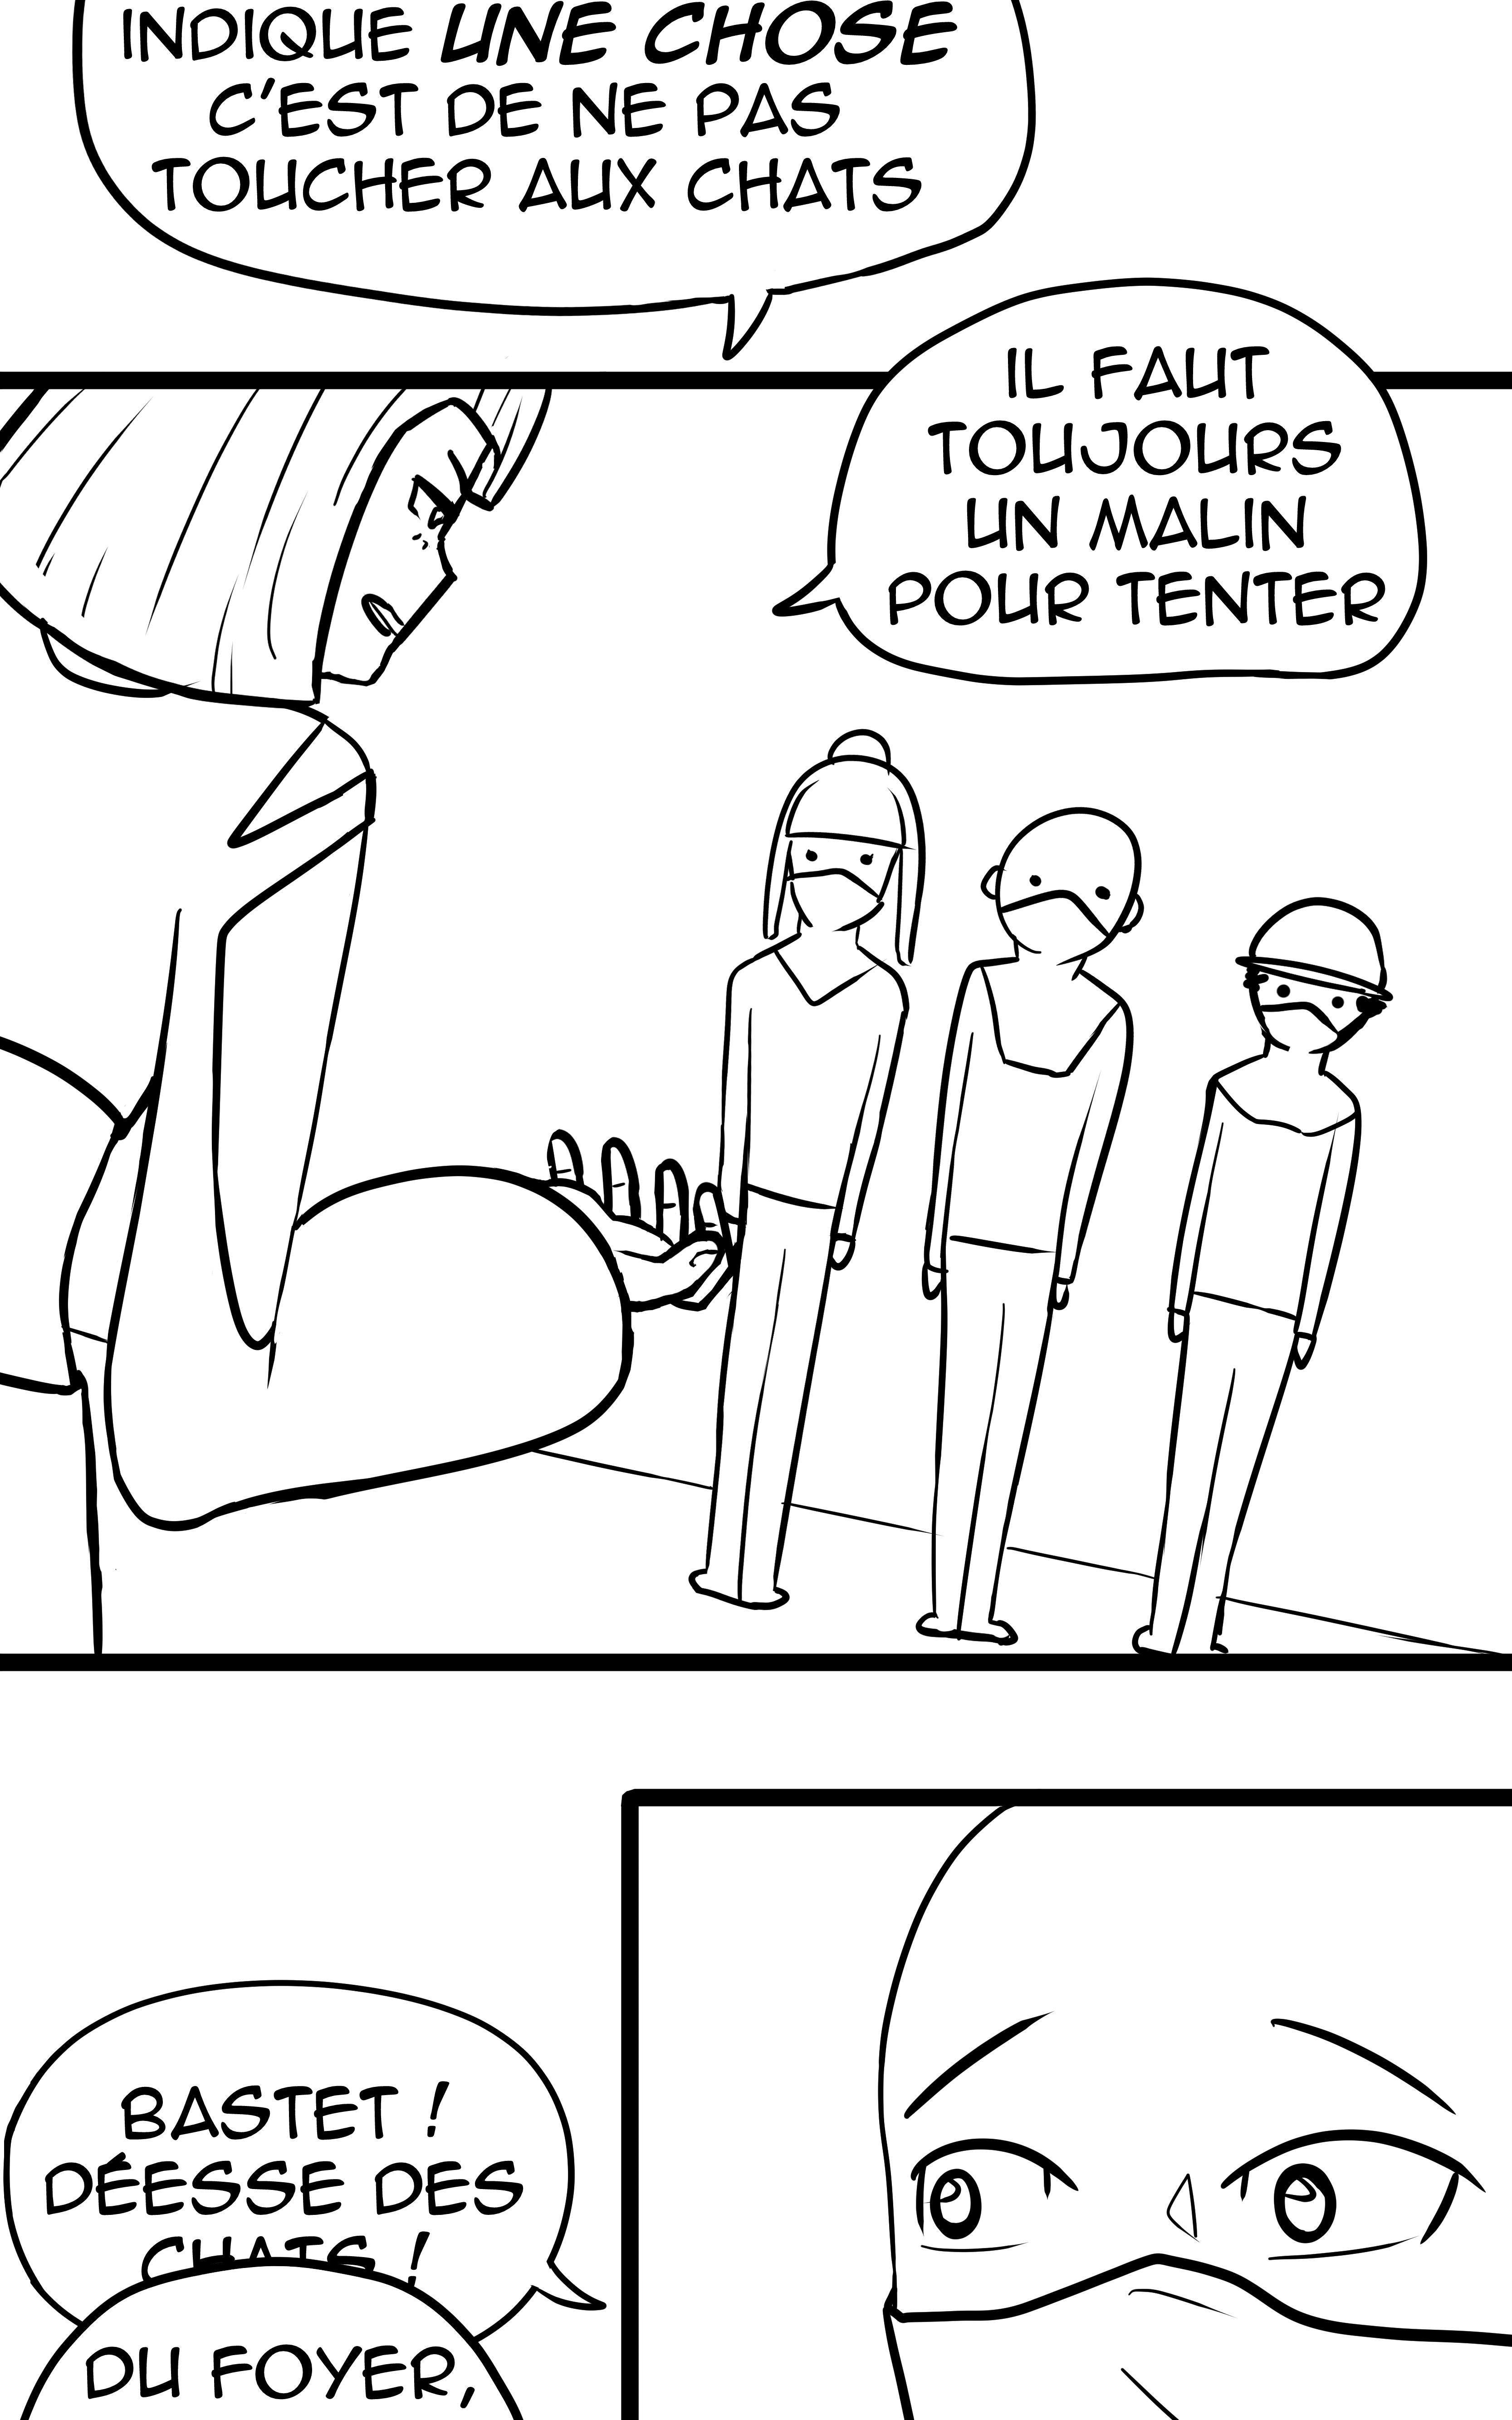 INDIQUE UNE CHOSE
C'EST DE NE PAS
TOUCHER AUX CHATS
IL FAUT
TOUJOURS
UN MALIN
POUR TENTER
BASTET !
DÉESSE DES
CHATS !
DU FOYER,